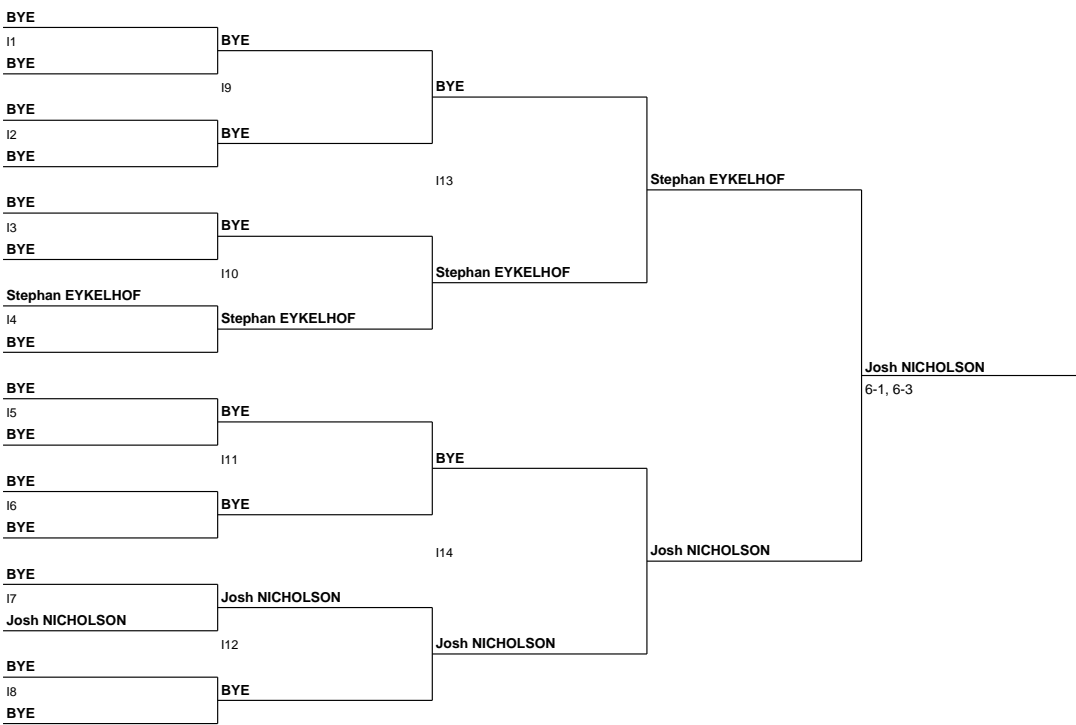 BYE
I1
BYE
BYE
I9
BYE
I2
BYE
BYE
BYE
I13
BYE
I3
BYE
BYE
I10
Stephan EYKELHOF
I4
BYE
Stephan EYKELHOF
Stephan EYKELHOF
Stephan EYKELHOF
BYE
I5
BYE
BYE
I11
BYE
I6
BYE
BYE
BYE
I14
BYE
I7
Josh NICHOLSON
Josh NICHOLSON
I12
BYE
I8
BYE
BYE
Josh NICHOLSON
Josh NICHOLSON
Josh NICHOLSON
6-1, 6-3